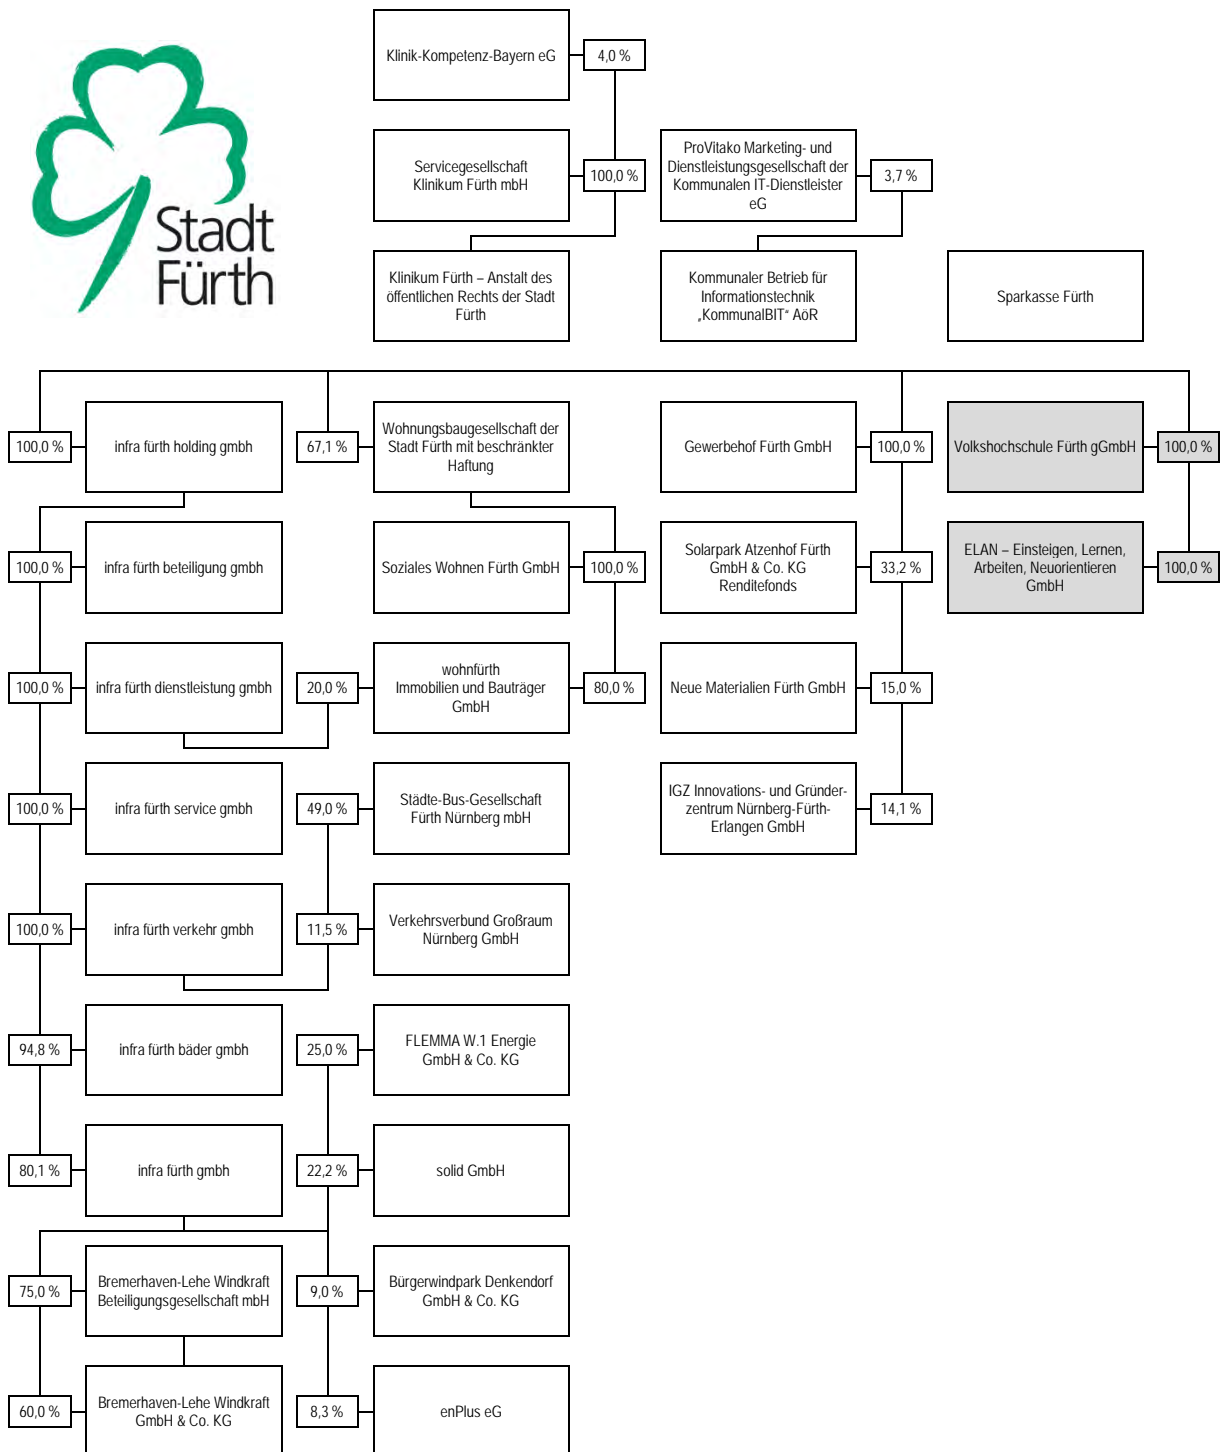 Stadt
Fürth
Klinik-Kompetenz-Bayern eG
4,0 %
Servicegesellschaft
Klinikum Fürth mbH
100,0 %
ProVitako Marketing- und
Dienstleistungsgesellschaft der
Kommunalen IT-Dienstleister
eG
3,7 %
Klinikum Fürth – Anstalt des
öffentlichen Rechts der Stadt
Fürth
Kommunaler Betrieb für
Informationstechnik
„KommunalBIT“ AöR
Sparkasse Fürth
100,0 %
infra fürth holding gmbh
67,1 %
Wohnungsbaugesellschaft der
Stadt Fürth mit beschränkter
Haftung
Gewerbehof Fürth GmbH
100,0 %
Volkshochschule Fürth gGmbH
100,0 %
100,0 %
infra fürth beteiligung gmbh
Soziales Wohnen Fürth GmbH
100,0 %
Solarpark Atzenhof Fürth
GmbH & Co. KG
Renditefonds
33,2 %
ELAN – Einsteigen, Lernen,
Arbeiten, Neuorientieren
GmbH
100,0 %
100,0 %
infra fürth dienstleistung gmbh
20,0 %
wohnfürth
Immobilien und Bauträger
GmbH
80,0 %
Neue Materialien Fürth GmbH
15,0 %
100,0 %
infra fürth service gmbh
49,0 %
Städte-Bus-Gesellschaft
Fürth Nürnberg mbH
IGZ Innovations- und Gründer-
zentrum Nürnberg-Fürth-
Erlangen GmbH
14,1 %
100,0 %
infra fürth verkehr gmbh
11,5 %
Verkehrsverbund Großraum
Nürnberg GmbH
94,8 %
infra fürth bäder gmbh
25,0 %
FLEMMA W.1 Energie
GmbH & Co. KG
80,1 %
infra fürth gmbh
22,2 %
solid GmbH
75,0 %
Bremerhaven-Lehe Windkraft
Beteiligungsgesellschaft mbH
9,0 %
Bürgerwindpark Denkendorf
GmbH & Co. KG
60,0 %
Bremerhaven-Lehe Windkraft
GmbH & Co. KG
8,3 %
enPlus eG